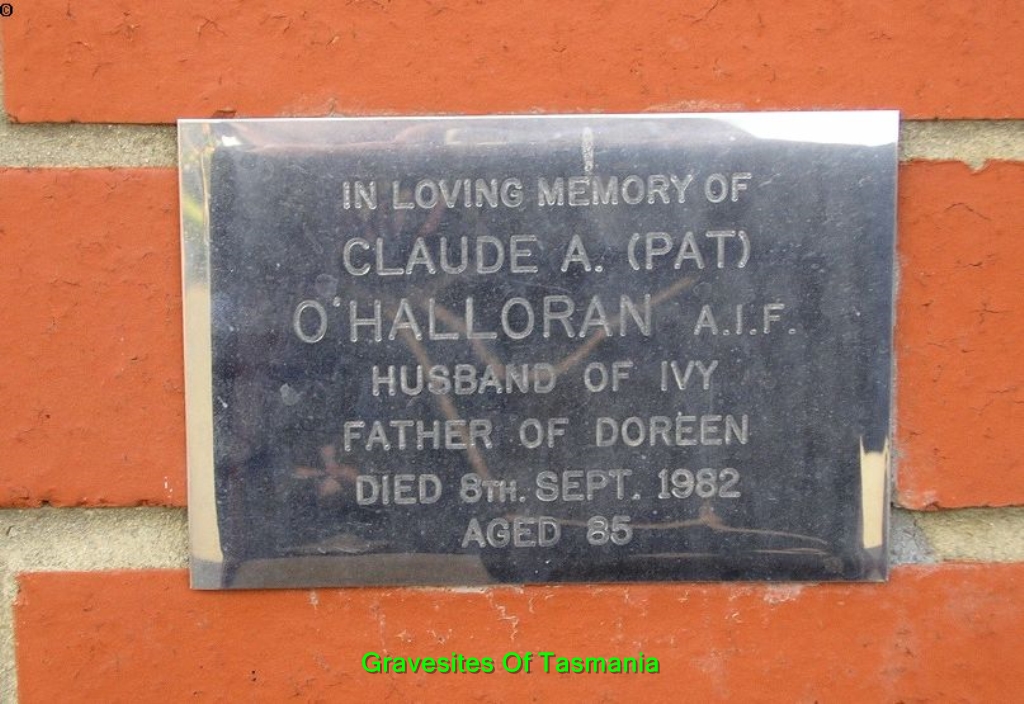 ©
IN LOVING MEMORY OF
CLAUDE A. (PAT)
O'HALLORAN A.I.F.
HUSBAND OF IVY
FATHER OF DOREEN
DIED 8TH. SEPT. 1982
AGED 85
Gravesites Of Tasmania